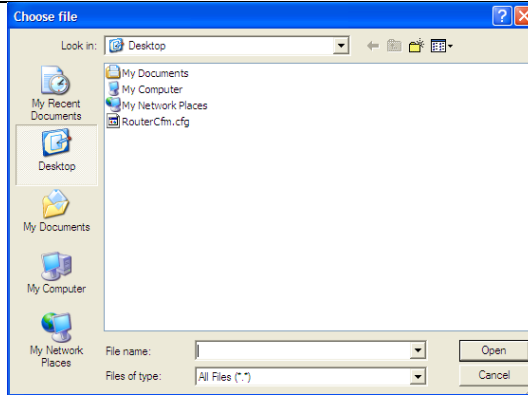 Choose file
Look in:
Desktop
My Documents
My Computer
My Network Places
RouterCfm.cfg
My Recent
Documents
Desktop
My Documents
My Computer
My Network
Places
File name:
Open
Files of type:
All Files (*.*)
Cancel